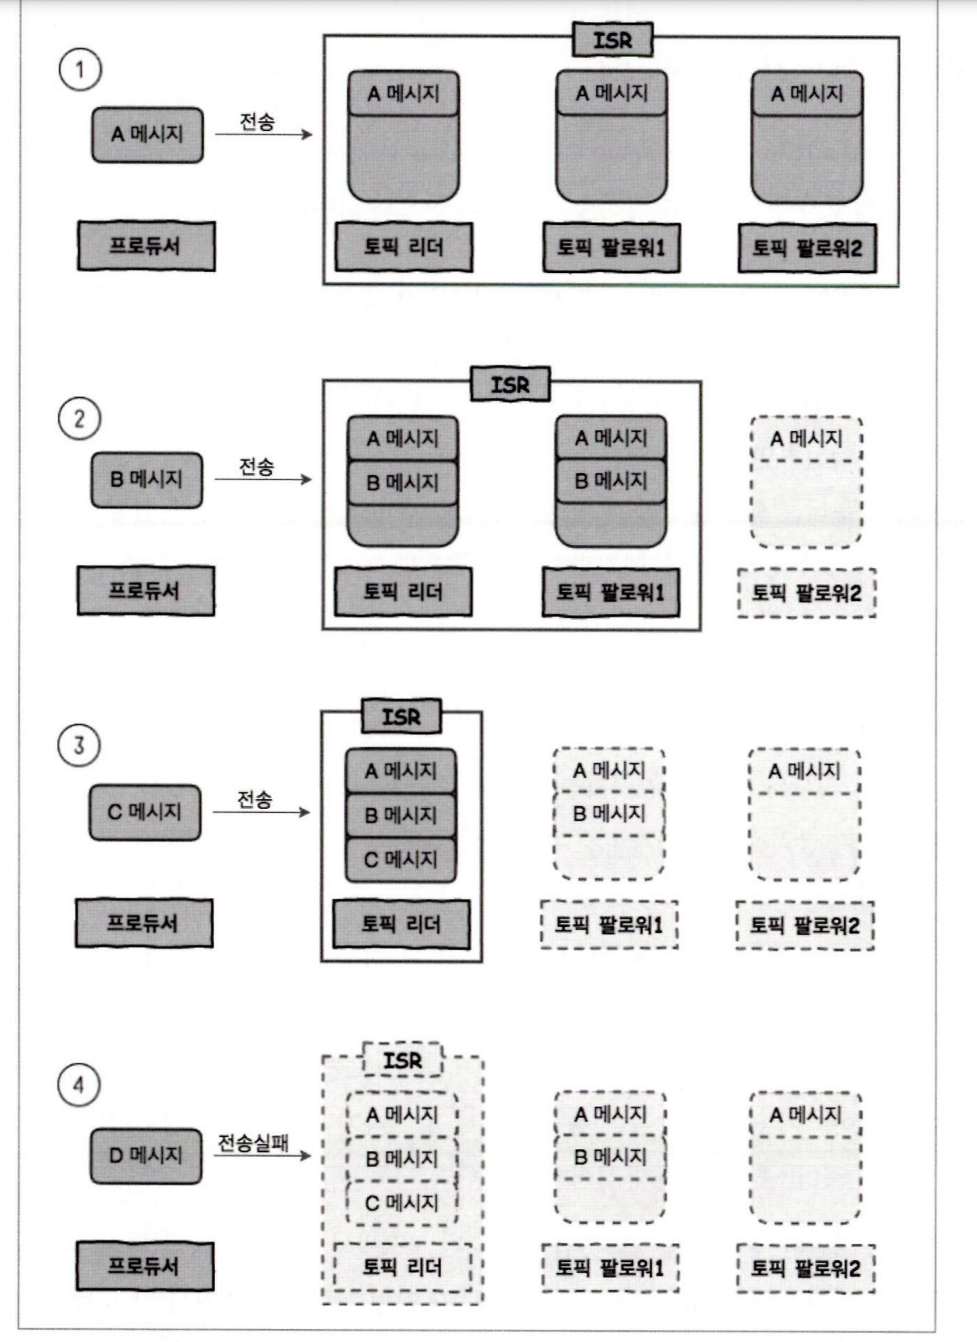 1
ISR
A 메시지
전송
A 메시지
A 메시지
A 메시지
프로듀서
토픽 리더
토픽 팔로워1
토픽 팔로워2
2
ISR
B 메시지
전송
A 메시지
B 메시지
A 메시지
B 메시지
A 메시지
프로듀서
토픽 리더
토픽 팔로워1
토픽 팔로워2
3
ISR
C 메시지
전송
A 메시지
B 메시지
C 메시지
A 메시지
B 메시지
A 메시지
프로듀서
토픽 리더
토픽 팔로워1
토픽 팔로워2
4
ISR
D 메시지
전송실패
A 메시지
B 메시지
C 메시지
A 메시지
B 메시지
A 메시지
프로듀서
토픽 리더
토픽 팔로워1
토픽 팔로워2